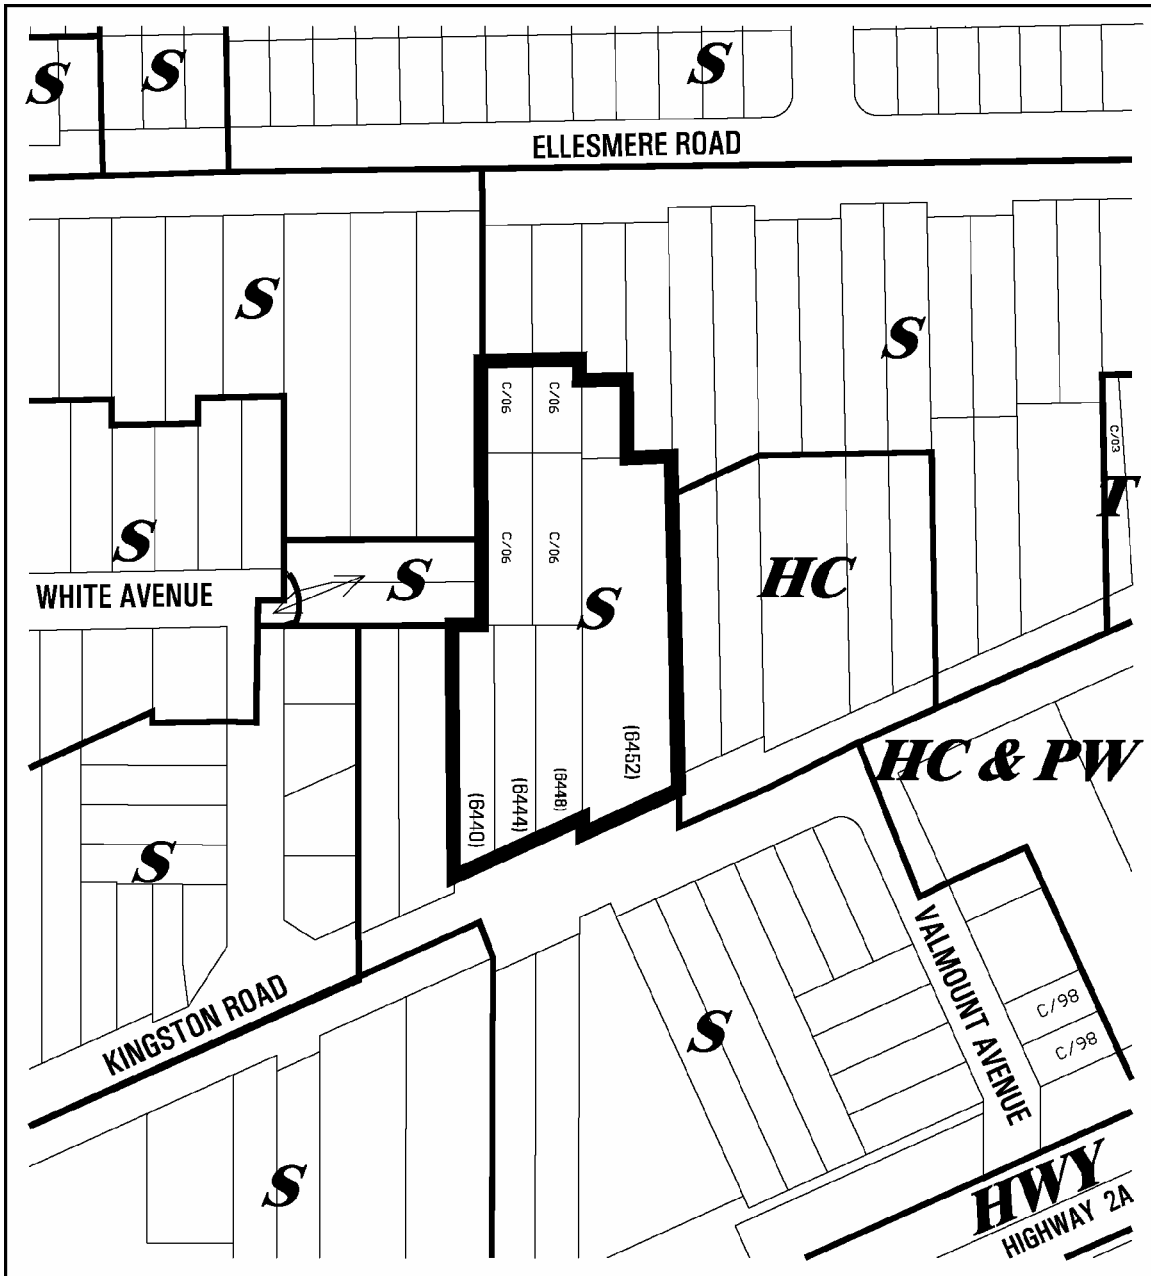 S
S
S
ELLESMERE ROAD
S
S
C/06
C/06
C/03
T
S
C/06
C/06
HC
WHITE AVENUE
S
S
(6452)
HC & PW
(6448)
(6444)
(6440)
S
VALMOUNT AVENUE
KINGSTON ROAD
C/98
S
C/98
S
HWY
HIGHWAY 2A